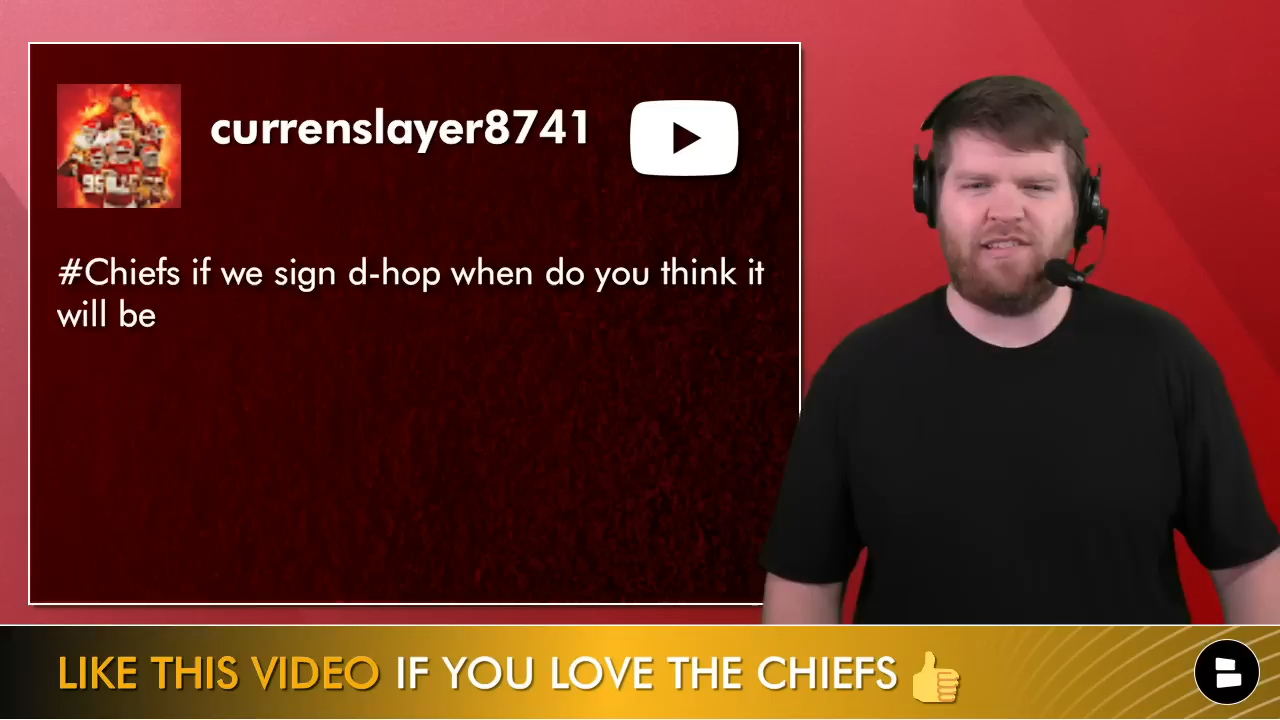 currenslayer8741
#Chiefs if we sign d-hop when do you think it
will be
LIKE THIS VIDEO IF YOU LOVE THE CHIEFS